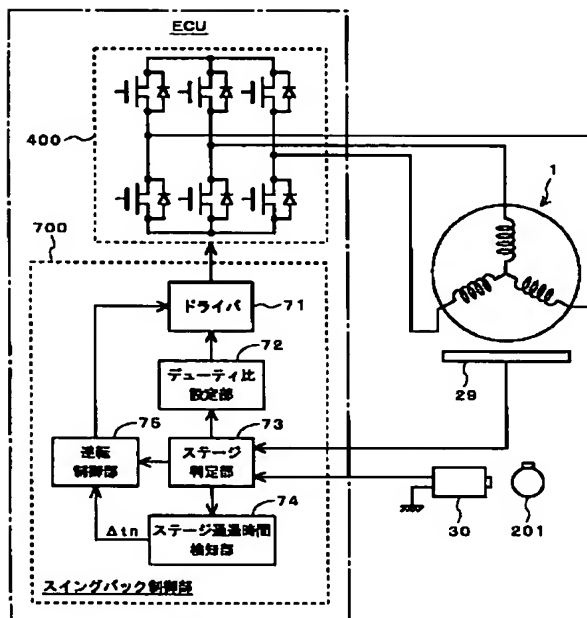 ECU
400
1
700
ドライバ
71
72
デューティ比
設定部
29
75
73
逆転
制御部
ステージ
判定部
74
30
201
Δtn
ステージ通過時間
検知部
スイングバック制御部